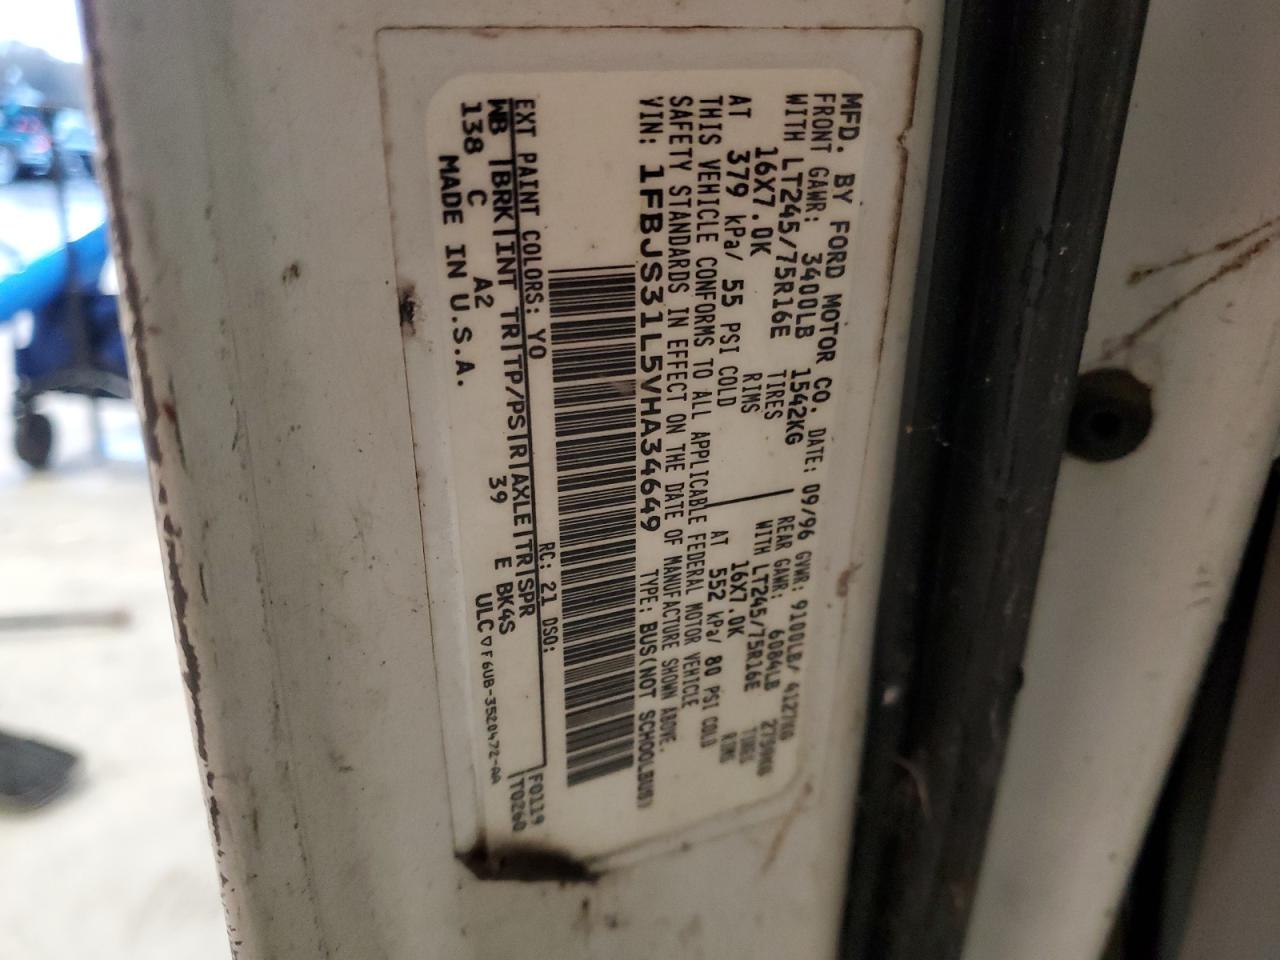 MFD. BY FORD MOTOR CO.
DATE: 09/96 GVWR: 9100LB/ 4127KG
FRONT GAWR: 3400LB 1542KG
WITH LT245/75R16E TIRES
16X7.0K RIMS
AT 379 kPa/ 55 PSI COLD
REAR GAWR: 6084LB 2759KG
WITH LT245/75R16E TIRES
16X7.0K RIMS
AT 552 kPa/ 80 PSI COLD
THIS VEHICLE CONFORMS TO ALL APPLICABLE FEDERAL MOTOR VEHICLE
SAFETY STANDARDS IN EFFECT ON THE DATE OF MANUFACTURE SHOWN ABOVE.
VIN: 1FBJS31L5VHA34649 TYPE: BUS(NOT SCHOOLBUS)
EXT PAINT COLORS: YO RC: 21 DSO: F0119
WB BRK INT TR TP/PS R AXLE TR SPR T0260
138 C A2 39 E BK4S
MADE IN U.S.A. ULC F6UB-3520472-AA